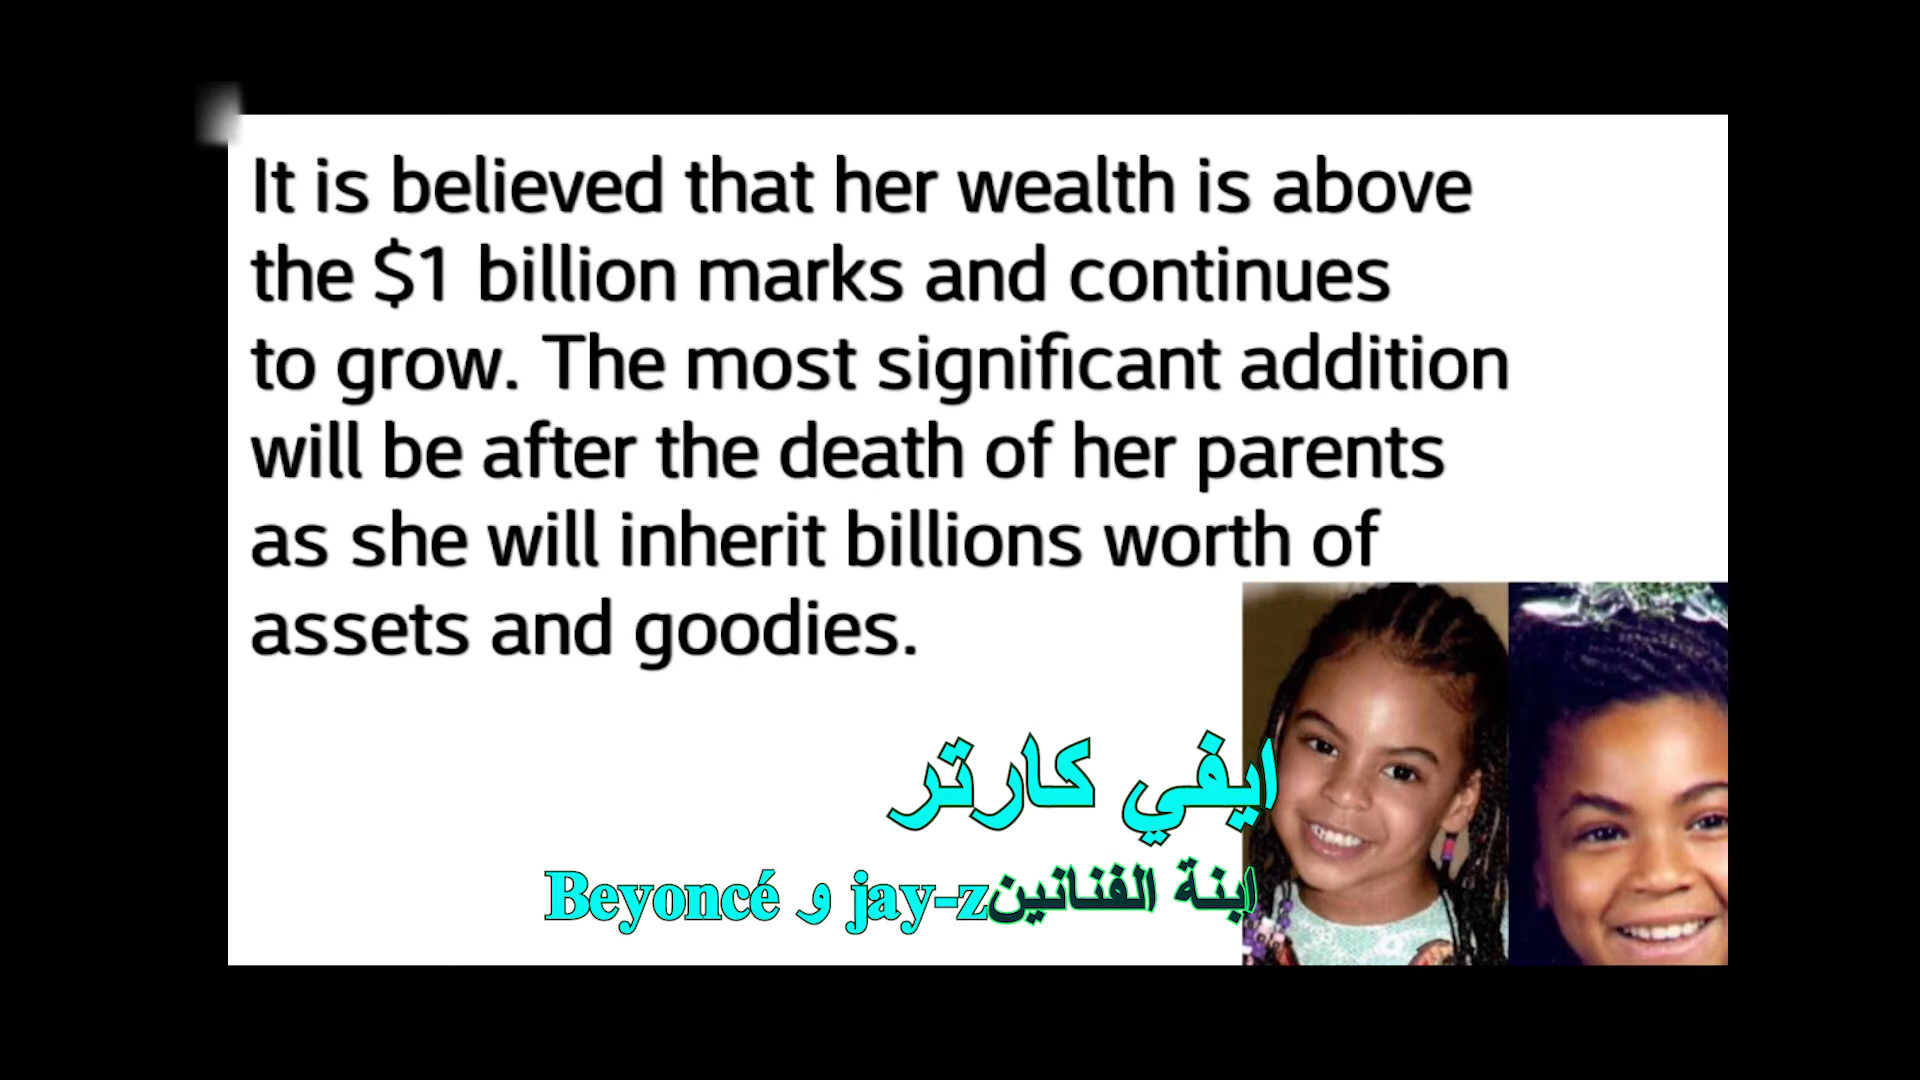 It is believed that her wealth is above
the $1 billion marks and continues
to grow. The most significant addition
will be after the death of her parents
as she will inherit billions worth of
assets and goodies.
ايفي كارتر
ابنة الفنانين jay-z و Beyoncé